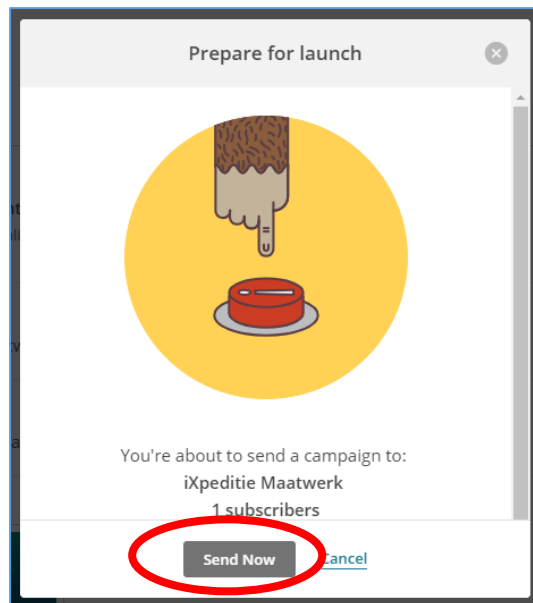 Prepare for launch
You're about to send a campaign to:
iXpeditie Maatwerk
1 subscribers
Send Now
Cancel